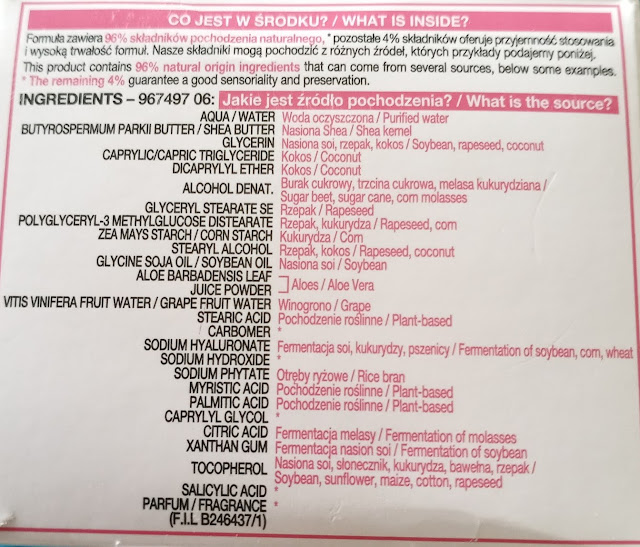 CO JEST W ŚRODKU? / WHAT IS INSIDE?
Formuła zawiera 96% składników pochodzenia naturalnego, * pozostałe 4% składników oferuje przyjemność stosowania
i wysoką trwałość formuł. Nasze składniki mogą pochodzić z różnych źródeł, których przykłady podajemy poniżej.
This product contains 96% natural origin ingredients that can come from several sources, below some examples.
* The remaining 4% guarantee a good sensoriality and preservation.
INGREDIENTS – 967497 06: Jakie jest źródło pochodzenia? / What is the source?
AQUA / WATER Woda oczyszczona / Purified water
BUTYROSPERMUM PARKII BUTTER / SHEA BUTTER Nasiona Shea / Shea kernel
GLYCERIN Nasiona soi, rzepak, kokos / Soybean, rapeseed, coconut
CAPRYLIC/CAPRIC TRIGLYCERIDE Kokos / Coconut
DICAPRYLYL ETHER Kokos / Coconut
ALCOHOL DENAT. Burak cukrowy, trzcina cukrowa, melasa kukurydziana /
Sugar beet, sugar cane, corn molasses
GLYCERYL STEARATE SE Rzepak / Rapeseed
POLYGLYCERYL-3 METHYLGLUCOSE DISTEARATE Rzepak, kukurydza / Rapeseed, corn
ZEA MAYS STARCH / CORN STARCH Kukurydza / Corn
STEARYL ALCOHOL Rzepak, kokos / Rapeseed, coconut
GLYCINE SOJA OIL / SOYBEAN OIL Nasiona soi / Soybean
ALOE BARBADENSIS LEAF
JUICE POWDER Aloes / Aloe Vera
VITIS VINIFERA FRUIT WATER / GRAPE FRUIT WATER Winogrono / Grape
STEARIC ACID Pochodzenie roślinne / Plant-based
CARBOMER *
SODIUM HYALURONATE Fermentacja soi, kukurydzy, pszenicy / Fermentation of soybean, corn, wheat
SODIUM HYDROXIDE *
SODIUM PHYTATE Otręby ryżowe / Rice bran
MYRISTIC ACID Pochodzenie roślinne / Plant-based
PALMITIC ACID Pochodzenie roślinne / Plant-based
CAPRYLYL GLYCOL *
CITRIC ACID Fermentacja melasy / Fermentation of molasses
XANTHAN GUM Fermentacja nasion soi / Fermentation of soybean
TOCOPHEROL Nasiona soi, słonecznik, kukurydza, bawełna, rzepak /
Soybean, sunflower, maize, cotton, rapeseed
SALICYLIC ACID *
PARFUM / FRAGRANCE *
(F.I.L B246437/1)